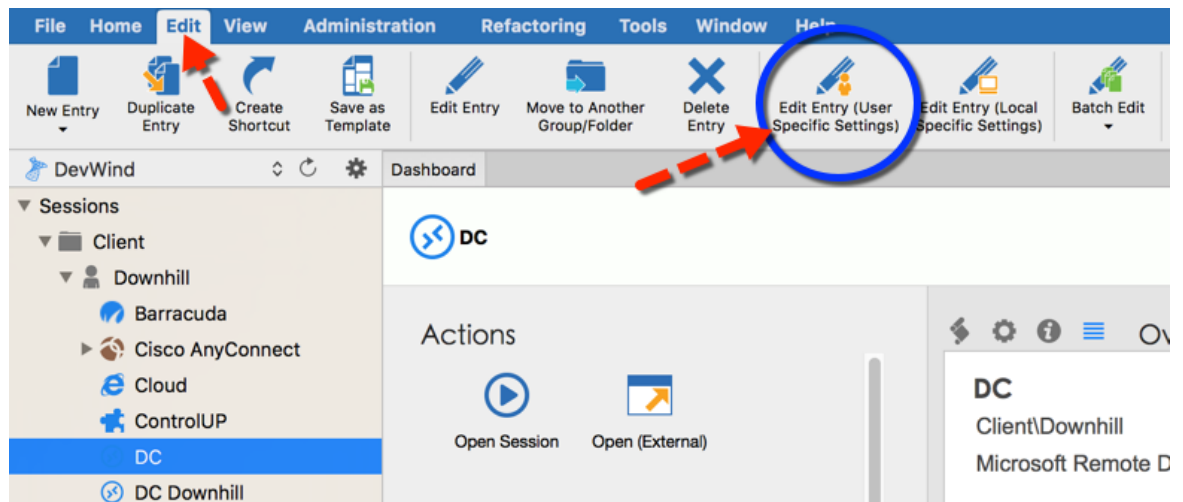 File Home Edit View Administration Refactoring Tools Window Help
New Entry
Duplicate Entry
Create Shortcut
Save as Template
Edit Entry
Move to Another Group/Folder
Delete Entry
Edit Entry (User Specific Settings)
Edit Entry (Local Specific Settings)
Batch Edit
DevWind
Dashboard
Sessions
Client
Downhill
Barracuda
Cisco AnyConnect
Cloud
ControlUP
DC
DC Downhill
DC
Actions
Open Session
Open (External)
DC
Client\Downhill
Microsoft Remote D